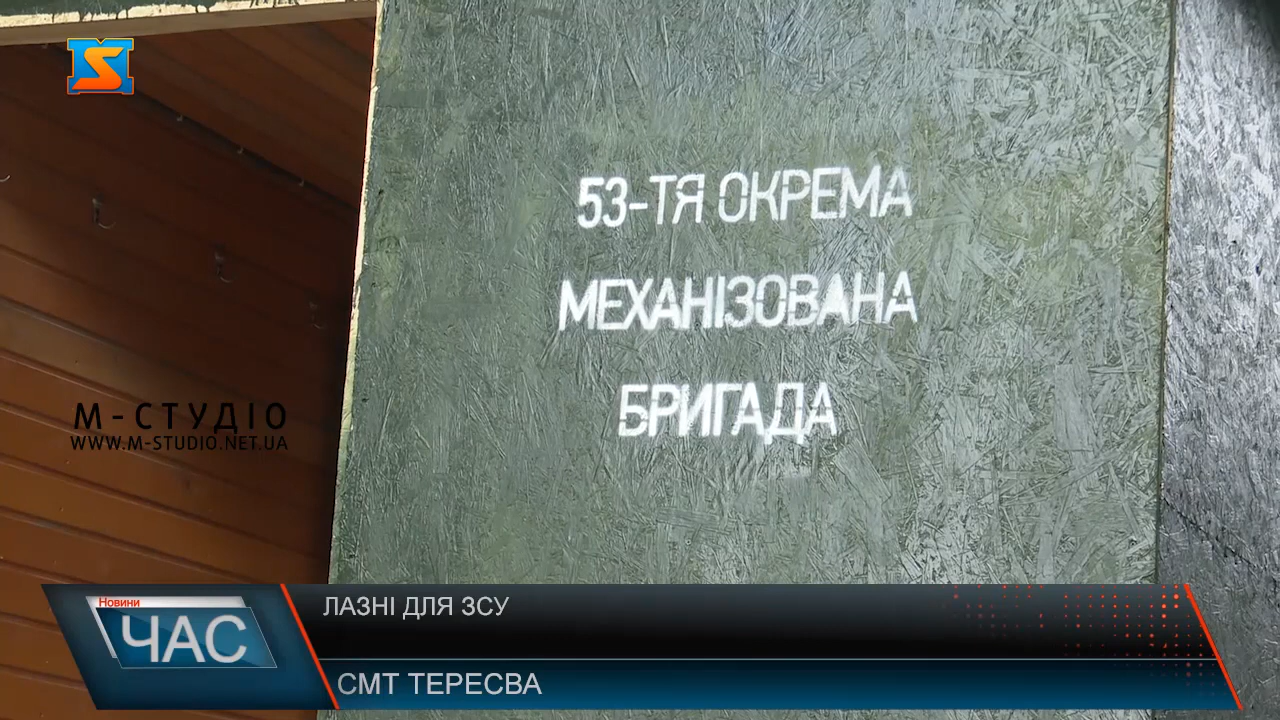 53-ТЯ ОКРЕМА
МЕХАНІЗОВАНА
БРИГАДА
М-СТУДІО
WWW.M-STUDIO.NET.UA
Новини
ЧАС
ЛАЗНІ ДЛЯ ЗСУ
СМТ ТЕРЕСВА